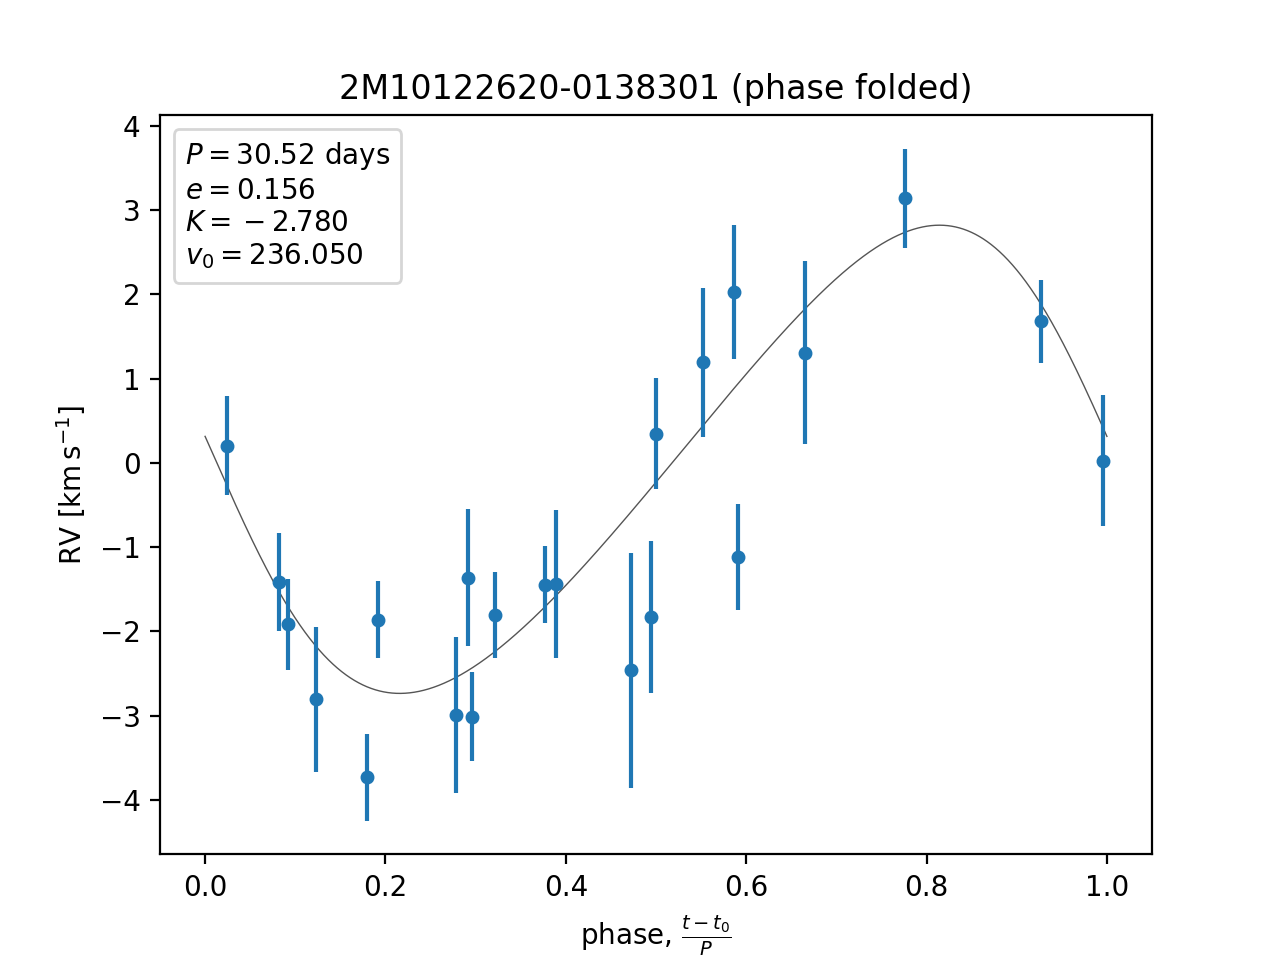 2M10122620-0138301 (phase folded)
P = 30.52 days
e = 0.156
K = −2.780
v₀ = 236.050
4
3
2
1
0
−1
−2
−3
−4
RV [km s⁻¹]
0.0 0.2 0.4 0.6 0.8 1.0
phase, (t − t₀)/P